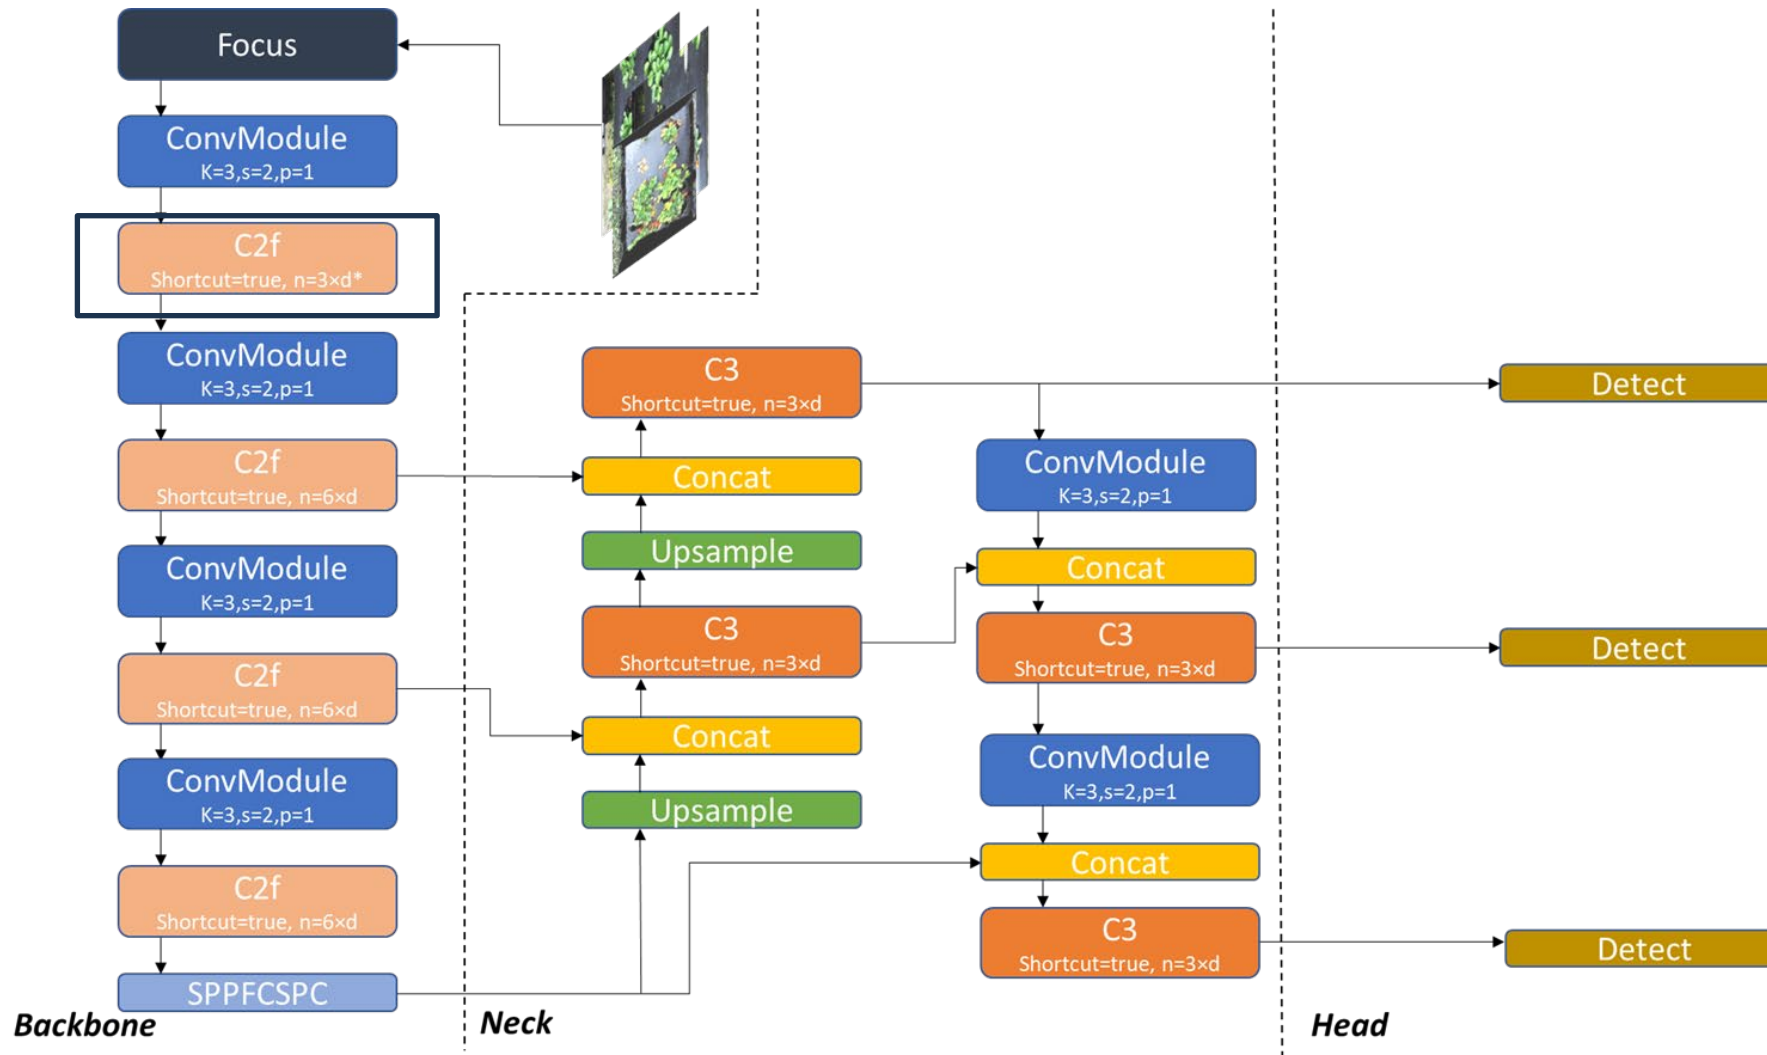 Focus
ConvModule
K=3,s=2,p=1
C2f
Shortcut=true, n=3×d*
ConvModule
K=3,s=2,p=1
C2f
Shortcut=true, n=6×d
ConvModule
K=3,s=2,p=1
C2f
Shortcut=true, n=6×d
ConvModule
K=3,s=2,p=1
C2f
Shortcut=true, n=6×d
SPPFCSPC
Backbone
C3
Shortcut=true, n=3×d
Concat
Upsample
C3
Shortcut=true, n=3×d
Concat
Upsample
Neck
ConvModule
K=3,s=2,p=1
Concat
C3
Shortcut=true, n=3×d
ConvModule
K=3,s=2,p=1
Concat
C3
Shortcut=true, n=3×d
Detect
Detect
Detect
Head